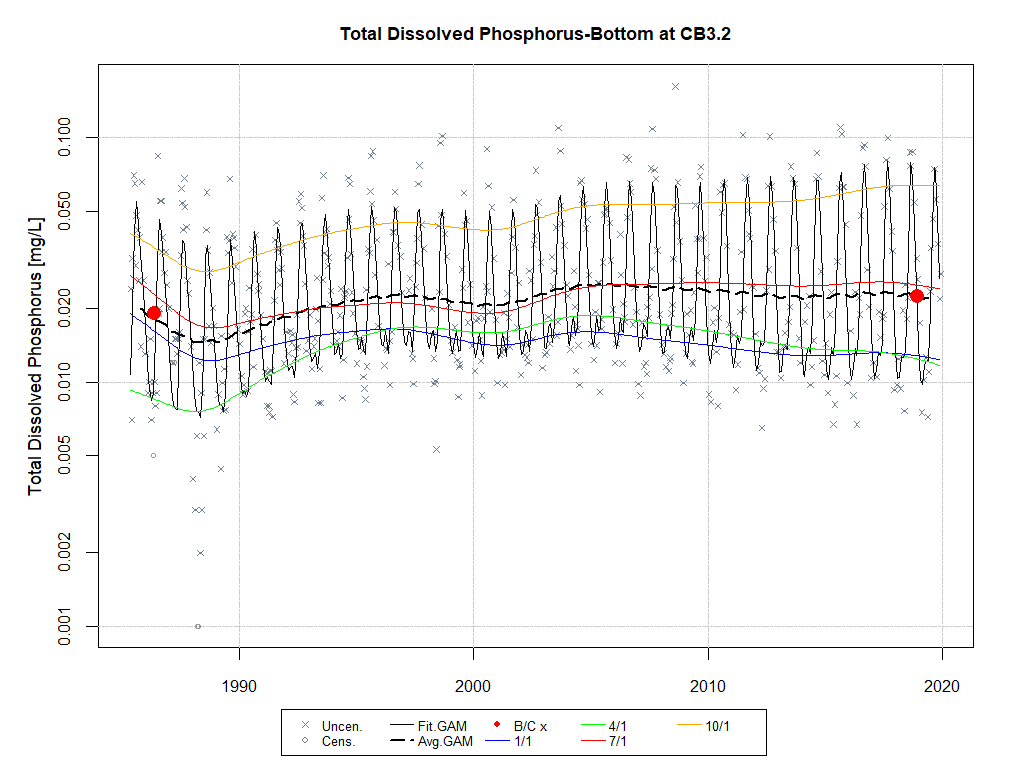 Total Dissolved Phosphorus-Bottom at CB3.2
Total Dissolved Phosphorus [mg/L]
0.100
0.050
0.020
0.010
0.005
0.002
0.001
1990 2000 2010 2020
Uncen. Fit.GAM B/C x 4/1 10/1
Cens. Avg.GAM 1/1 7/1